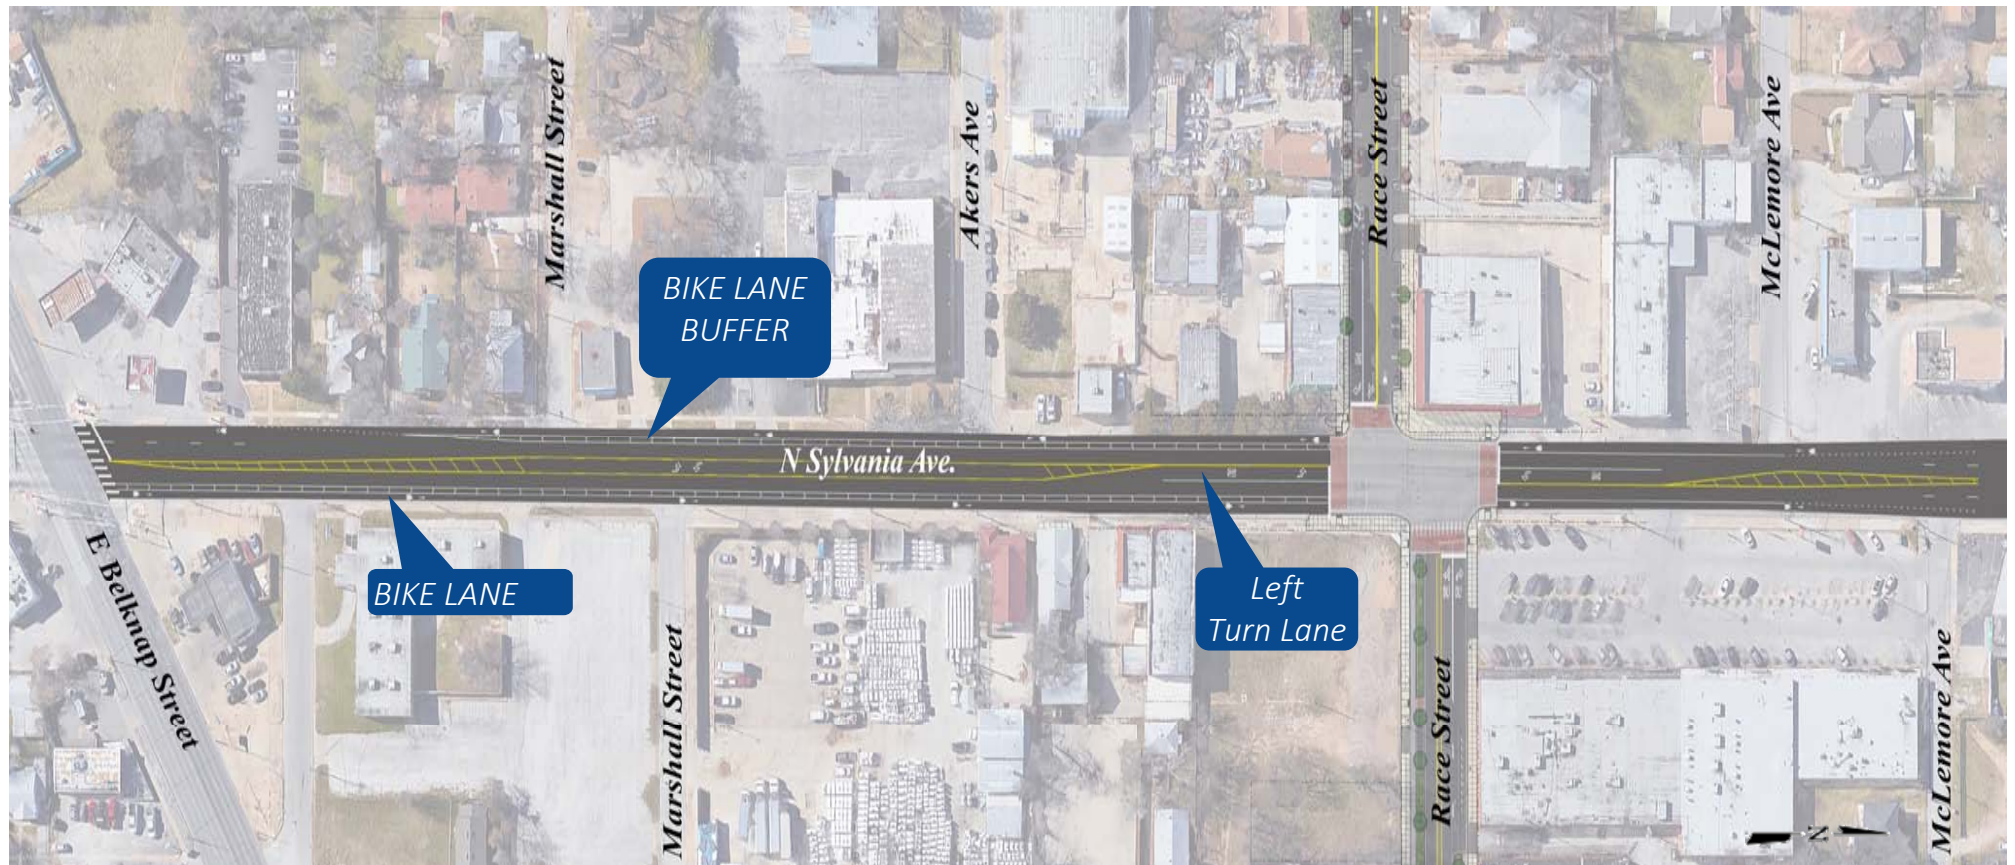 Marshall Street
Akers Ave
Race Street
McLemore Ave
BIKE LANE
BUFFER
N Sylvania Ave.
E Belknap Street
BIKE LANE
Left
Turn Lane
Marshall Street
Race Street
McLemore Ave
N